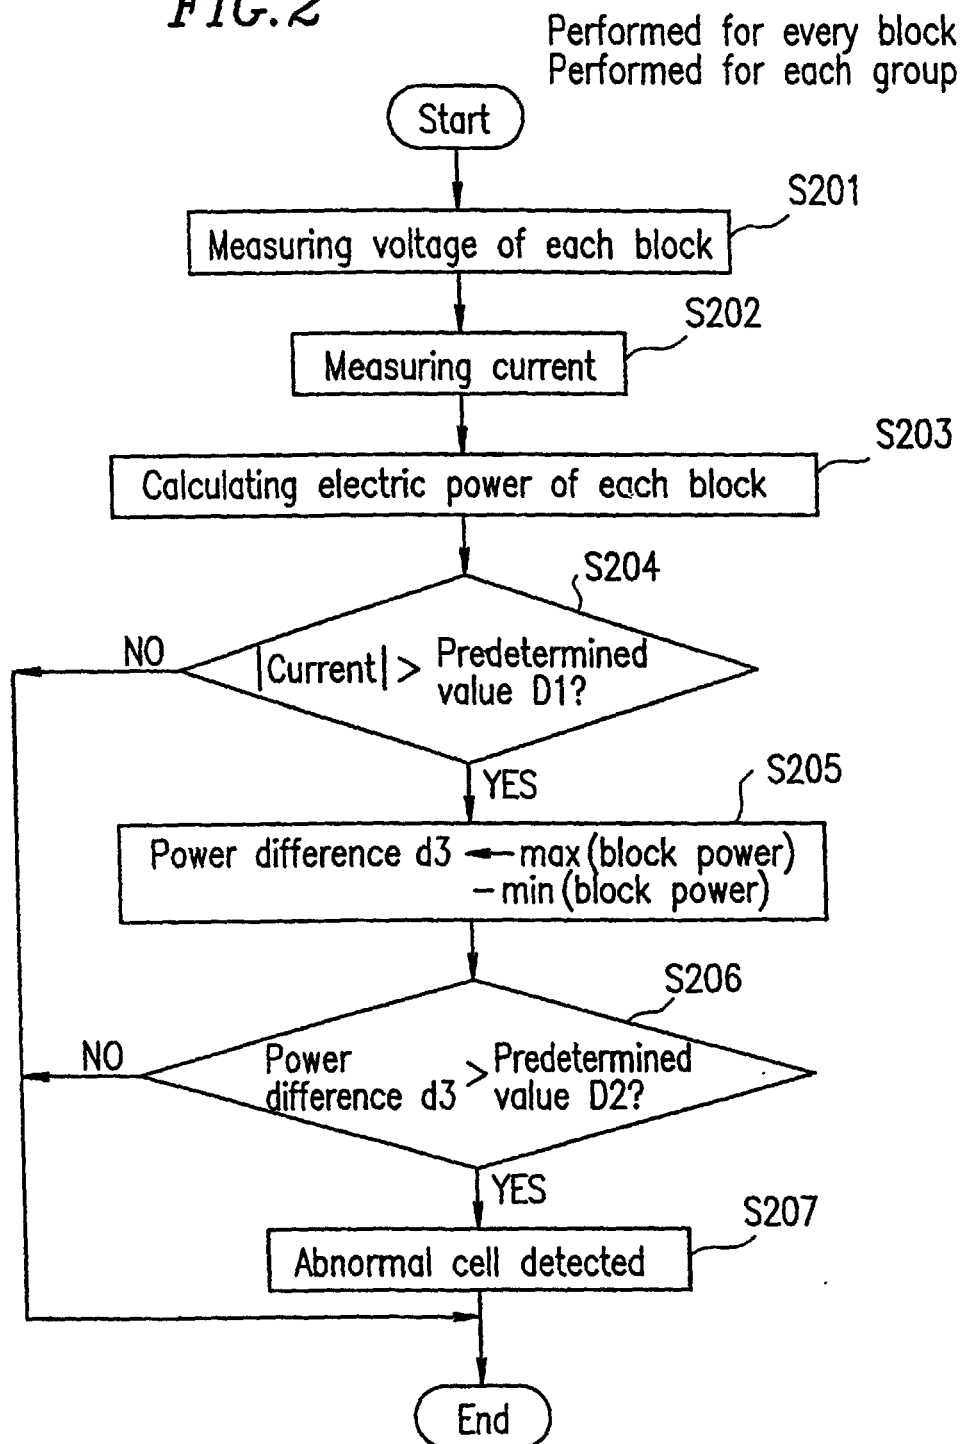 FIG.2
Performed for every block
Performed for each group
Start
S201
Measuring voltage of each block
S202
Measuring current
S203
Calculating electric power of each block
S204
NO
|Current| > Predetermined
value D1?
YES
S205
Power difference d3 ← max(block power)
− min(block power)
S206
NO
Power
difference d3 > Predetermined
value D2?
YES
S207
Abnormal cell detected
End